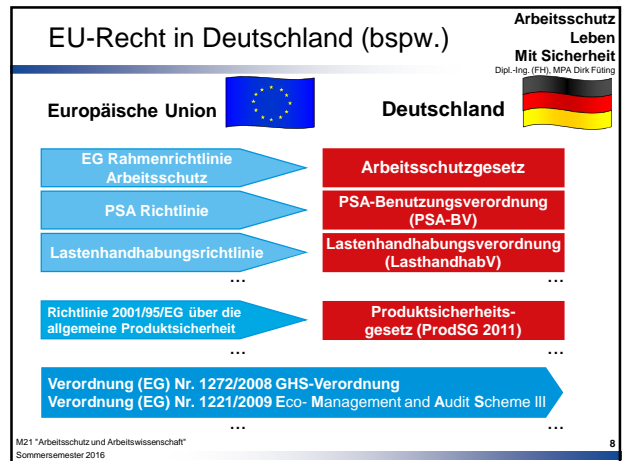 EU-Recht in Deutschland (bspw.)
Arbeitsschutz
Leben
Mit Sicherheit
Dipl.-Ing. (FH), MPA Dirk Füting
Europäische Union
Deutschland
EG Rahmenrichtlinie
Arbeitsschutz
Arbeitsschutzgesetz
PSA Richtlinie
PSA-Benutzungsverordnung
(PSA-BV)
Lastenhandhabungsrichtlinie
Lastenhandhabungsverordnung
(LasthandhabV)
...
...
Richtlinie 2001/95/EG über die
allgemeine Produktsicherheit
Produktsicherheits-
gesetz (ProdSG 2011)
...
...
Verordnung (EG) Nr. 1272/2008 GHS-Verordnung
Verordnung (EG) Nr. 1221/2009 Eco- Management and Audit Scheme III
...
...
M21 "Arbeitsschutz und Arbeitswissenschaft"
Sommersemester 2016
8